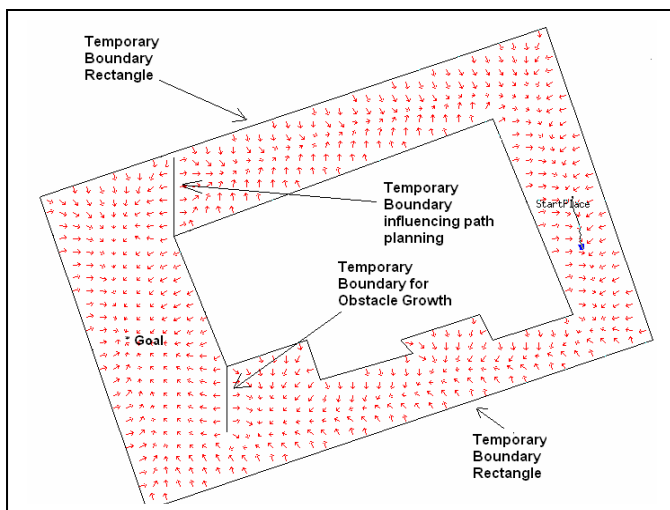 Temporary
Boundary
Rectangle
Temporary
Boundary
influencing path
planning
StartPlace
Temporary
Boundary for
Obstacle Growth
Goal
Temporary
Boundary
Rectangle